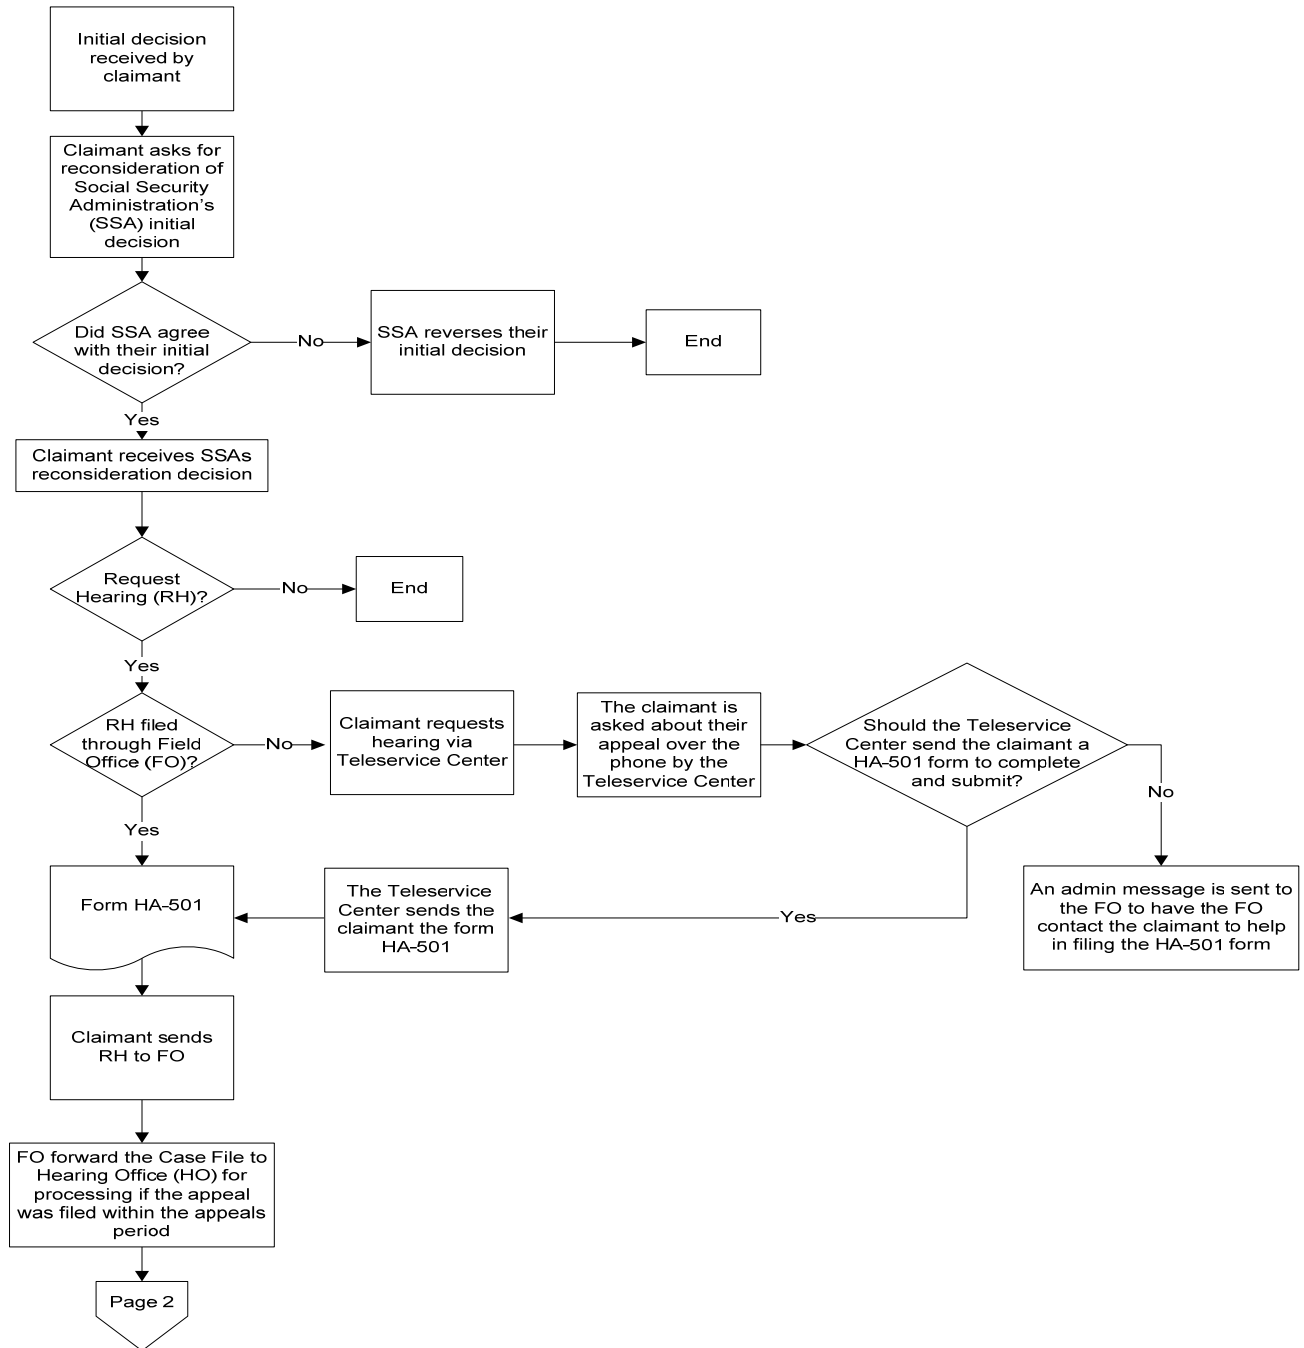 Initial decision
received by
claimant
Claimant asks for
reconsideration of
Social Security
Administration's
(SSA) initial
decision
Did SSA agree
with their initial
decision?
No
SSA reverses their
initial decision
End
Yes
Claimant receives SSAs
reconsideration decision
Request
Hearing (RH)?
No
End
Yes
RH filed
through Field
Office (FO)?
No
Claimant requests
hearing via
Teleservice Center
The claimant is
asked about their
appeal over the
phone by the
Teleservice Center
Should the Teleservice
Center send the claimant a
HA-501 form to complete
and submit?
No
Yes
Form HA-501
The Teleservice
Center sends the
claimant the form
HA-501
Yes
An admin message is sent to
the FO to have the FO
contact the claimant to help
in filing the HA-501 form
Claimant sends
RH to FO
FO forward the Case File to
Hearing Office (HO) for
processing if the appeal
was filed within the appeals
period
Page 2